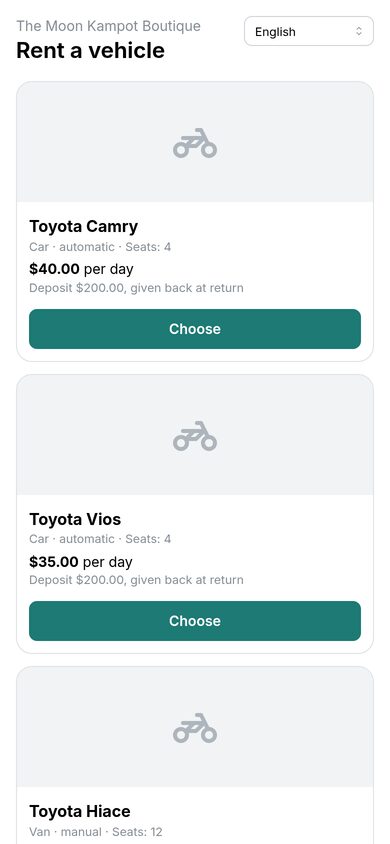 The Moon Kampot Boutique
Rent a vehicle
English
Toyota Camry
Car · automatic · Seats: 4
$40.00 per day
Deposit $200.00, given back at return
Choose
Toyota Vios
Car · automatic · Seats: 4
$35.00 per day
Deposit $200.00, given back at return
Choose
Toyota Hiace
Van · manual · Seats: 12